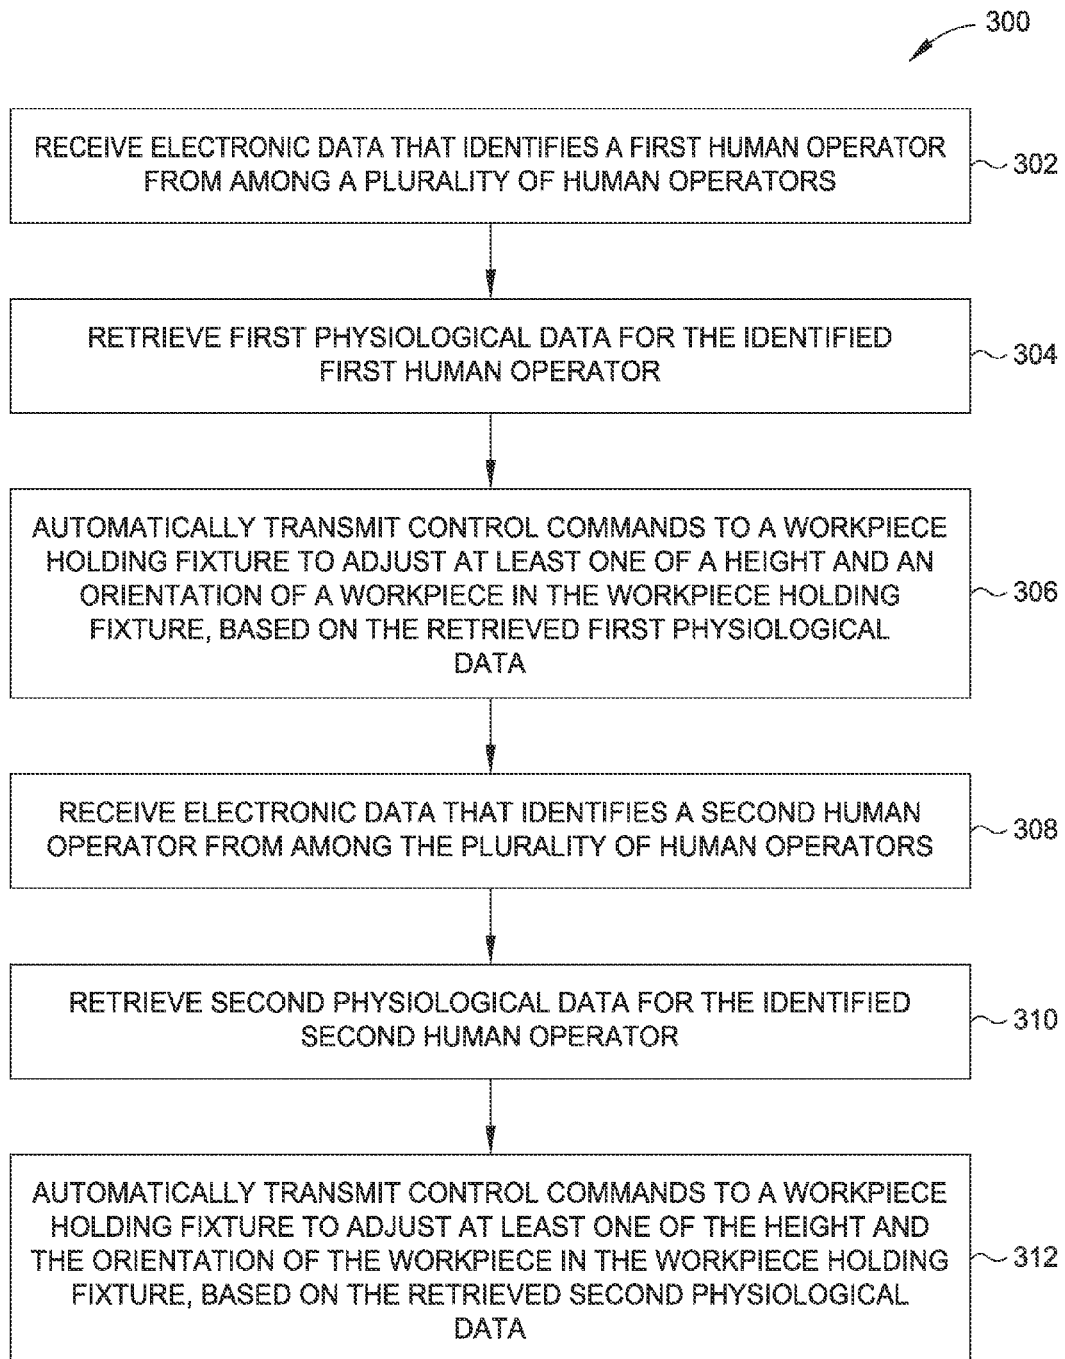 300
RECEIVE ELECTRONIC DATA THAT IDENTIFIES A FIRST HUMAN OPERATOR
FROM AMONG A PLURALITY OF HUMAN OPERATORS
302
RETRIEVE FIRST PHYSIOLOGICAL DATA FOR THE IDENTIFIED
FIRST HUMAN OPERATOR
304
AUTOMATICALLY TRANSMIT CONTROL COMMANDS TO A WORKPIECE
HOLDING FIXTURE TO ADJUST AT LEAST ONE OF A HEIGHT AND AN
ORIENTATION OF A WORKPIECE IN THE WORKPIECE HOLDING
FIXTURE, BASED ON THE RETRIEVED FIRST PHYSIOLOGICAL
DATA
306
RECEIVE ELECTRONIC DATA THAT IDENTIFIES A SECOND HUMAN
OPERATOR FROM AMONG THE PLURALITY OF HUMAN OPERATORS
308
RETRIEVE SECOND PHYSIOLOGICAL DATA FOR THE IDENTIFIED
SECOND HUMAN OPERATOR
310
AUTOMATICALLY TRANSMIT CONTROL COMMANDS TO A WORKPIECE
HOLDING FIXTURE TO ADJUST AT LEAST ONE OF THE HEIGHT AND
THE ORIENTATION OF THE WORKPIECE IN THE WORKPIECE HOLDING
FIXTURE, BASED ON THE RETRIEVED SECOND PHYSIOLOGICAL
DATA
312